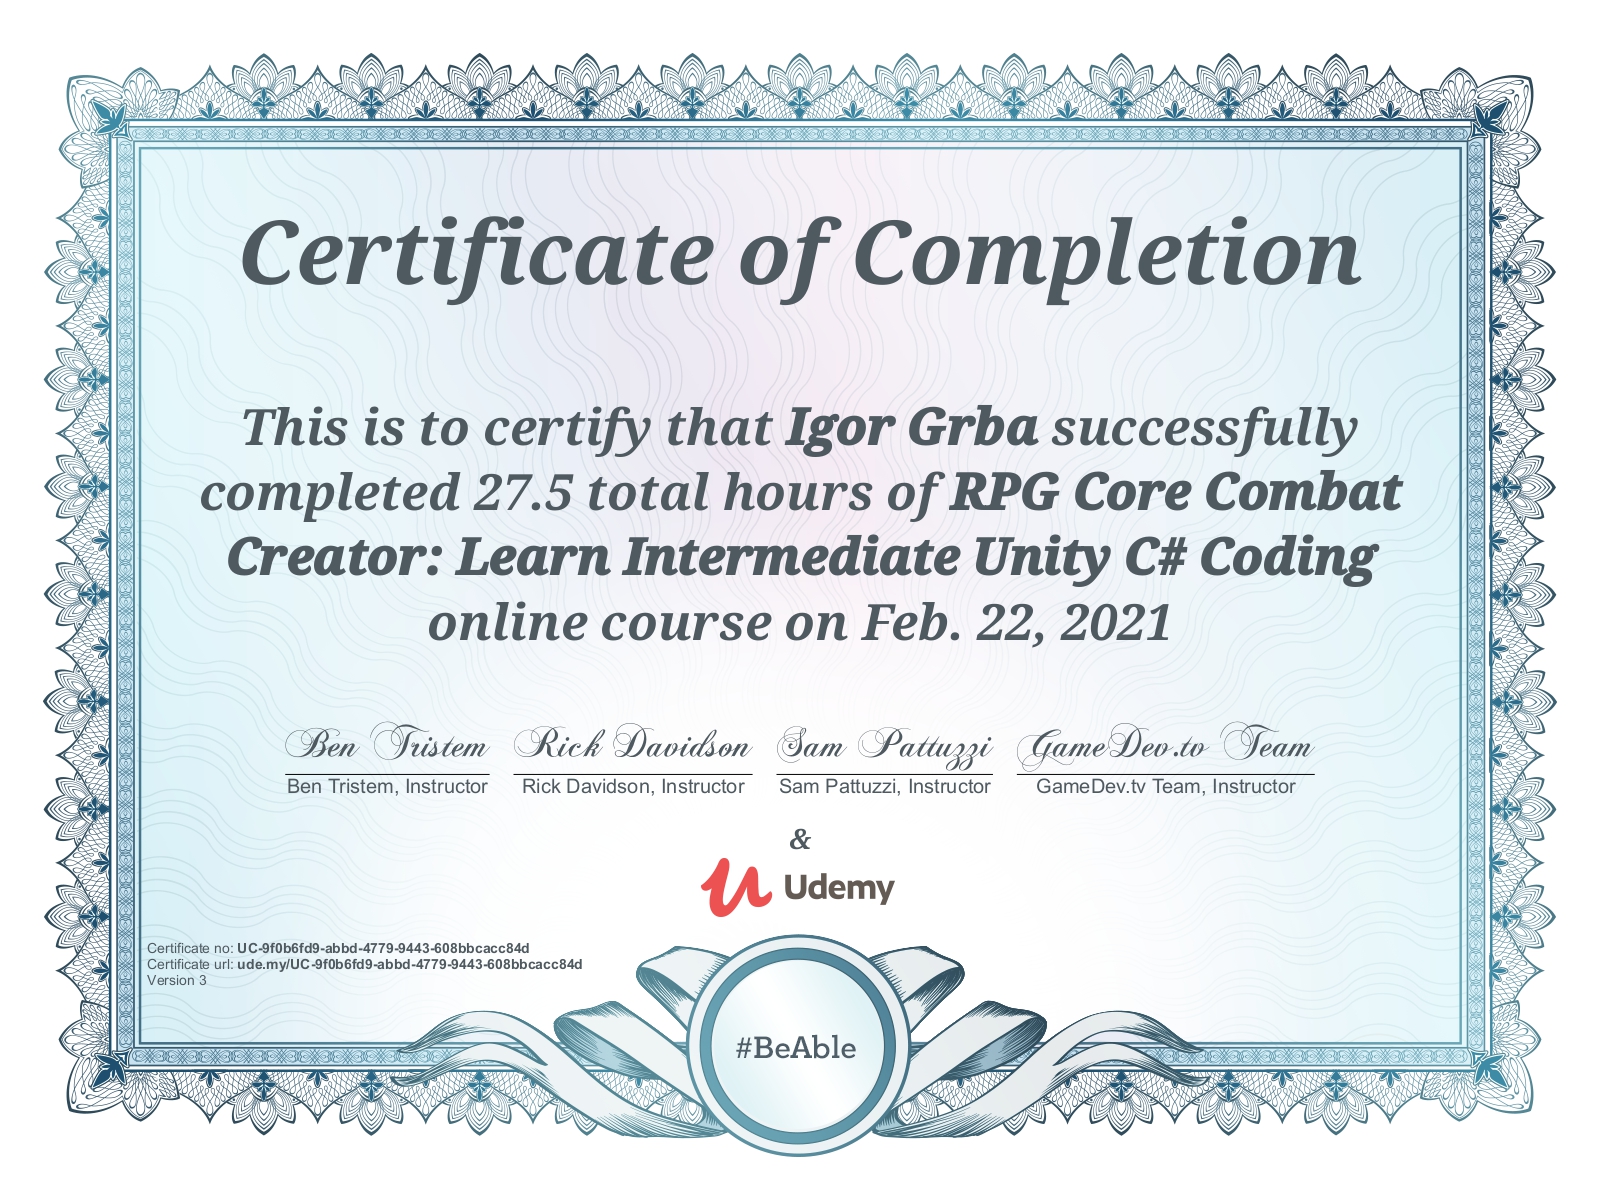 Certificate of Completion
This is to certify that Igor Grba successfully
completed 27.5 total hours of RPG Core Combat
Creator: Learn Intermediate Unity C# Coding
online course on Feb. 22, 2021
Ben Tristem Rick Davidson Sam Pattuzzi GameDev.tv Team
Ben Tristem, Instructor Rick Davidson, Instructor Sam Pattuzzi, Instructor GameDev.tv Team, Instructor
&
Udemy
Certificate no: UC-9f0b6fd9-abbd-4779-9443-608bbcacc84d
Certificate url: ude.my/UC-9f0b6fd9-abbd-4779-9443-608bbcacc84d
Version 3
#BeAble